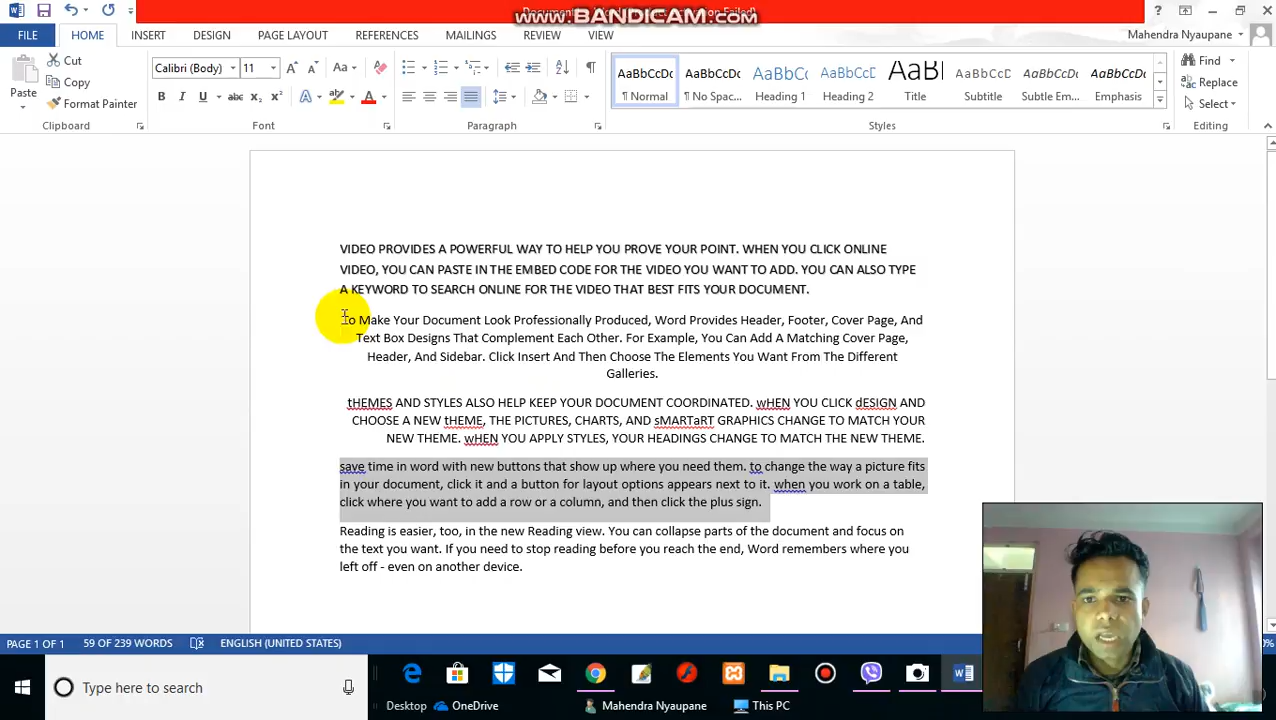 www.BANDICAM.com
FILE HOME INSERT DESIGN PAGE LAYOUT REFERENCES MAILINGS REVIEW VIEW Mahendra Nyaupane
Cut
Copy
Format Painter
Paste
Calibri (Body) 11
AaBbCcDc AaBbCcDc AaBbCc AaBbCcD AaBl AaBbCcD AaBbCcDc AaBbCcDc
¶ Normal ¶ No Spac... Heading 1 Heading 2 Title Subtitle Subtle Em... Emphasis
Find
Replace
Select
Clipboard Font Paragraph Styles Editing
VIDEO PROVIDES A POWERFUL WAY TO HELP YOU PROVE YOUR POINT. WHEN YOU CLICK ONLINE
VIDEO, YOU CAN PASTE IN THE EMBED CODE FOR THE VIDEO YOU WANT TO ADD. YOU CAN ALSO TYPE
A KEYWORD TO SEARCH ONLINE FOR THE VIDEO THAT BEST FITS YOUR DOCUMENT.
To Make Your Document Look Professionally Produced, Word Provides Header, Footer, Cover Page, And
Text Box Designs That Complement Each Other. For Example, You Can Add A Matching Cover Page,
Header, And Sidebar. Click Insert And Then Choose The Elements You Want From The Different
Galleries.
tHEMES AND STYLES ALSO HELP KEEP YOUR DOCUMENT COORDINATED. wHEN YOU CLICK dESIGN AND
CHOOSE A NEW tHEME, THE PICTURES, CHARTS, AND sMARTaRT GRAPHICS CHANGE TO MATCH YOUR
NEW THEME. wHEN YOU APPLY STYLES, YOUR HEADINGS CHANGE TO MATCH THE NEW THEME.
save time in word with new buttons that show up where you need them. to change the way a picture fits
in your document, click it and a button for layout options appears next to it. when you work on a table,
click where you want to add a row or a column, and then click the plus sign.
Reading is easier, too, in the new Reading view. You can collapse parts of the document and focus on
the text you want. If you need to stop reading before you reach the end, Word remembers where you
left off - even on another device.
PAGE 1 OF 1 59 OF 239 WORDS ENGLISH (UNITED STATES)
Type here to search
Desktop OneDrive Mahendra Nyaupane This PC